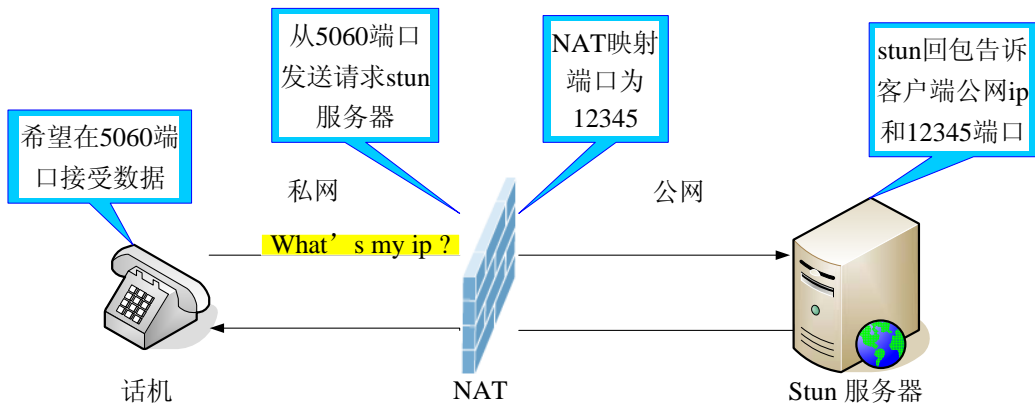 从5060端口
发送请求stun
服务器
NAT映射
端口为
12345
stun回包告诉
客户端公网ip
和12345端口
希望在5060端
口接受数据
私网
公网
What’s my ip ?
话机
NAT
Stun 服务器